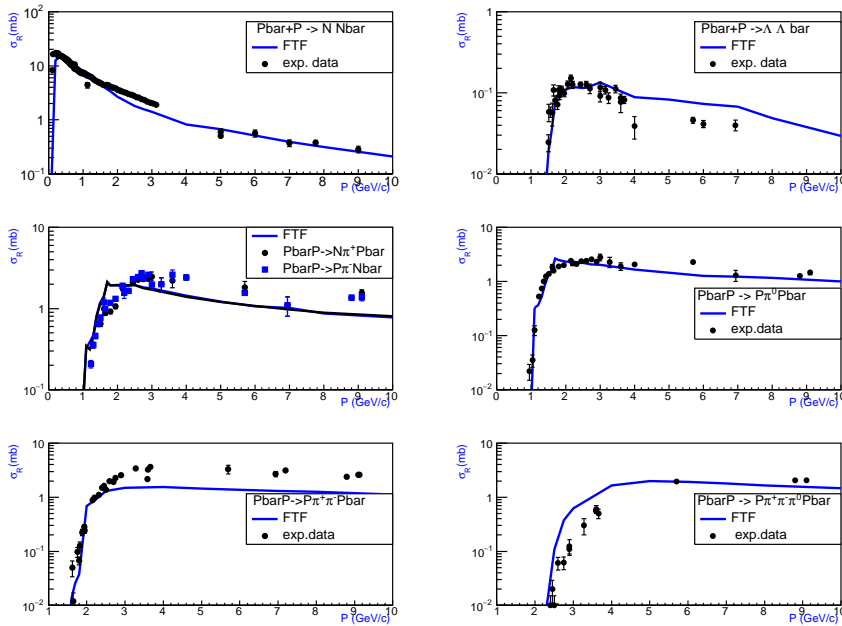 Pbar+P -> N Nbar
FTF
exp. data
σR(mb)
10²
10
1
10⁻¹
0 1 2 3 4 5 6 7 8 9 10
P (GeV/c)
Pbar+P ->Λ Λ bar
FTF
exp. data
σR(mb)
10⁻¹
10⁻²
0 1 2 3 4 5 6 7 8 9 10
P (GeV/c)
FTF
PbarP->Nπ⁺Pbar
PbarP->Pπ⁻Nbar
σR(mb)
10
1
10⁻¹
0 1 2 3 4 5 6 7 8 9 10
P (GeV/c)
PbarP -> Pπ⁰Pbar
FTF
exp.data
σR(mb)
10
1
10⁻¹
10⁻²
0 1 2 3 4 5 6 7 8 9 10
P (GeV/c)
PbarP->Pπ⁺π⁻Pbar
FTF
exp.data
σR(mb)
10
1
10⁻¹
10⁻²
1 2 3 4 5 6 7 8 9 10
P (GeV/c)
PbarP -> Pπ⁺π⁻π⁰Pbar
FTF
exp.data
σR(mb)
10
1
10⁻¹
10⁻²
1 2 3 4 5 6 7 8 9 10
P (GeV/c)